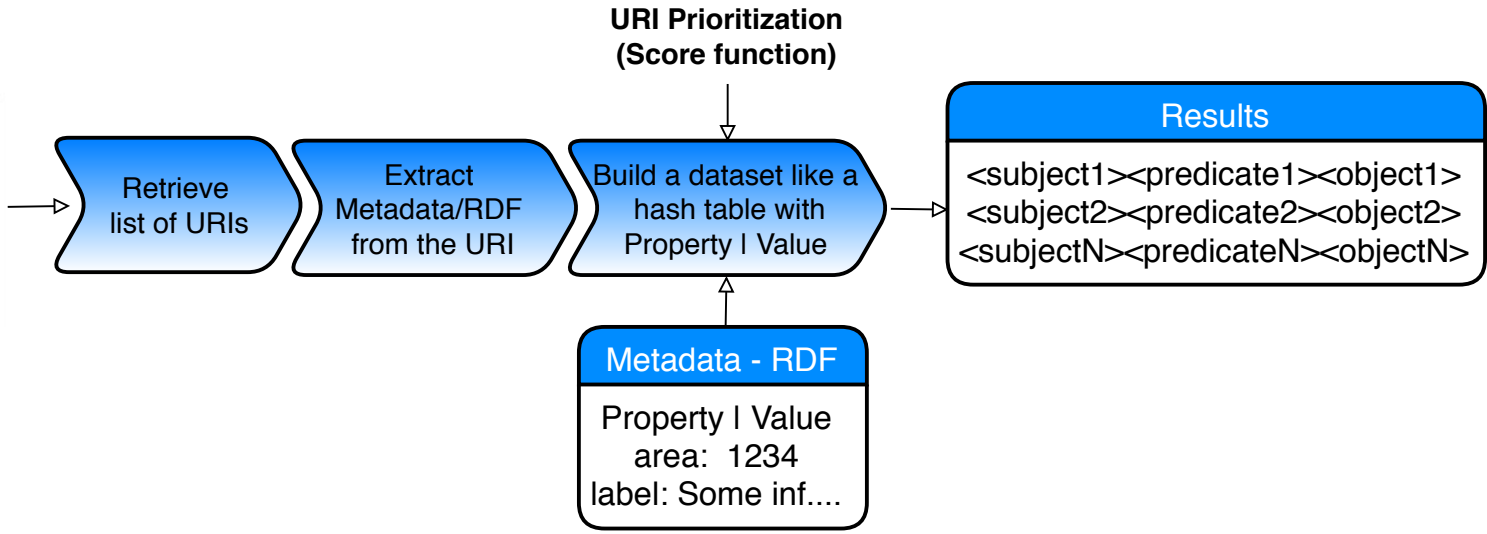 URI Prioritization
(Score function)
Retrieve
list of URIs
Extract
Metadata/RDF
from the URI
Build a dataset like a
hash table with
Property | Value
Results
<subject1><predicate1><object1>
<subject2><predicate2><object2>
<subjectN><predicateN><objectN>
Metadata - RDF
Property | Value
area: 1234
label: Some inf....